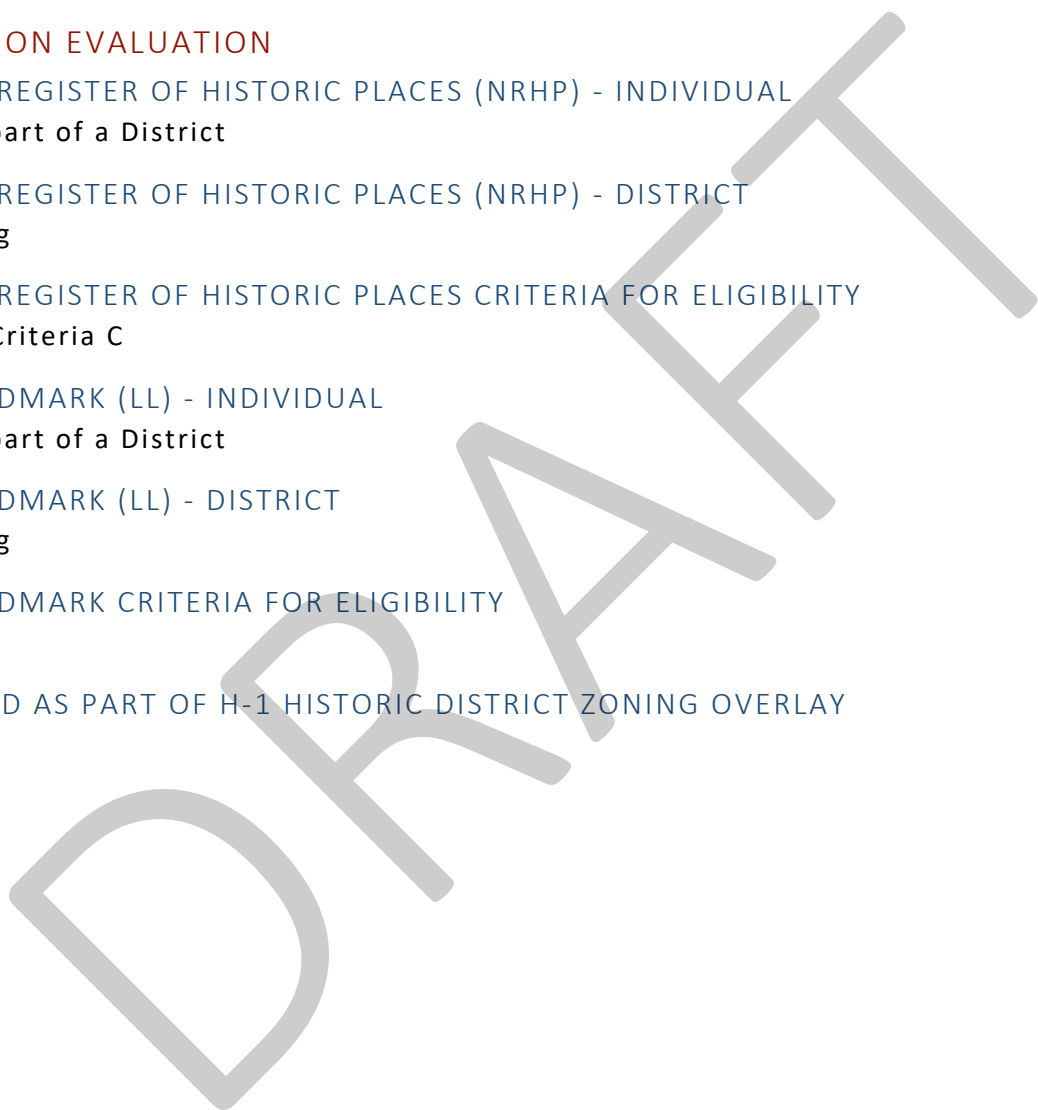 ON EVALUATION
REGISTER OF HISTORIC PLACES (NRHP) - INDIVIDUAL
part of a District
REGISTER OF HISTORIC PLACES (NRHP) - DISTRICT
g
REGISTER OF HISTORIC PLACES CRITERIA FOR ELIGIBILITY
Criteria C
DMARK (LL) - INDIVIDUAL
part of a District
DMARK (LL) - DISTRICT
g
DMARK CRITERIA FOR ELIGIBILITY
D AS PART OF H-1 HISTORIC DISTRICT ZONING OVERLAY
DRAFT